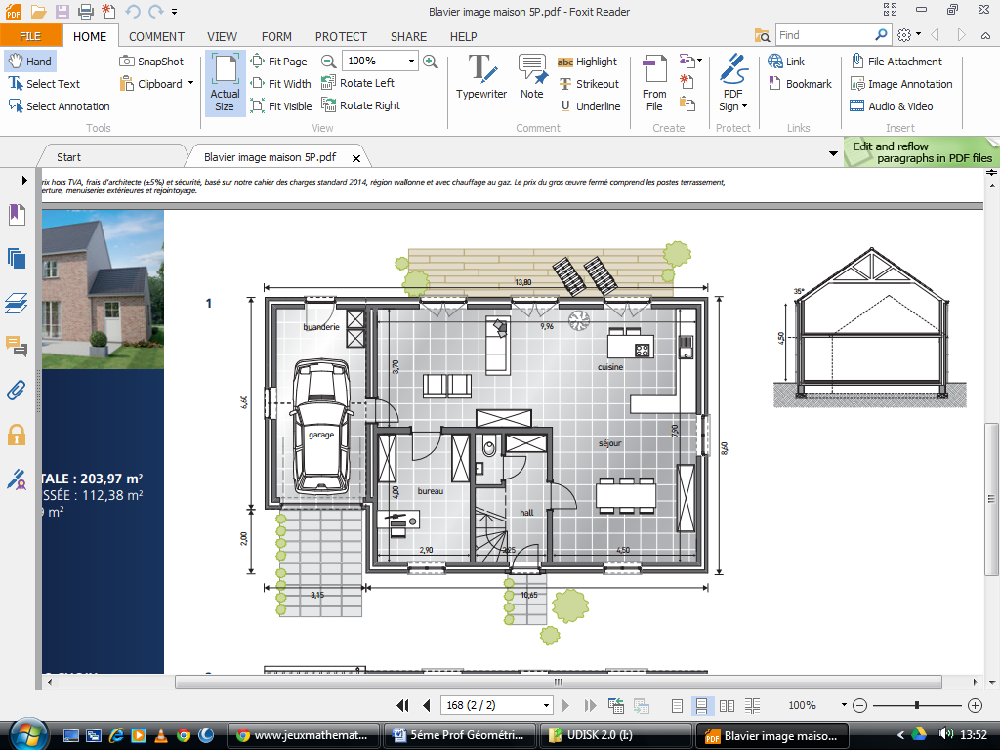 Blavier image maison 5P.pdf - Foxit Reader
FILE HOME COMMENT VIEW FORM PROTECT SHARE HELP
Find
Hand
Select Text
Select Annotation
Tools
SnapShot
Clipboard
Actual Size
Fit Page
Fit Width
Fit Visible
100%
Rotate Left
Rotate Right
View
Typewriter
Note
Highlight
Strikeout
Underline
Comment
From File
Create
PDF Sign
Protect
Link
Bookmark
Links
File Attachment
Image Annotation
Audio & Video
Insert
Start
Blavier image maison 5P.pdf
Edit and reflow
paragraphs in PDF files
rix hors TVA, frais d'architecte (±5%) et sécurité, basé sur notre cahier des charges standard 2014, région wallonne et avec chauffage au gaz. Le prix du gros œuvre fermé comprend les postes terrassement,
erture, menuiseries extérieures et rejointoyage.
1
13,80
buanderie
9,96
cuisine
3,70
6,60
garage
7,90
séjour
8,60
bureau
4,00
hall
2,90
3,25
4,50
2,00
3,15
10,65
35°
4,50
TALE : 203,97 m²
SSÉE : 112,38 m²
9 m²
168 (2 / 2)
100%
www.jeuxmathemat...
5éme Prof Géométri...
UDISK 2.0 (I:)
Blavier image maiso...
13:52